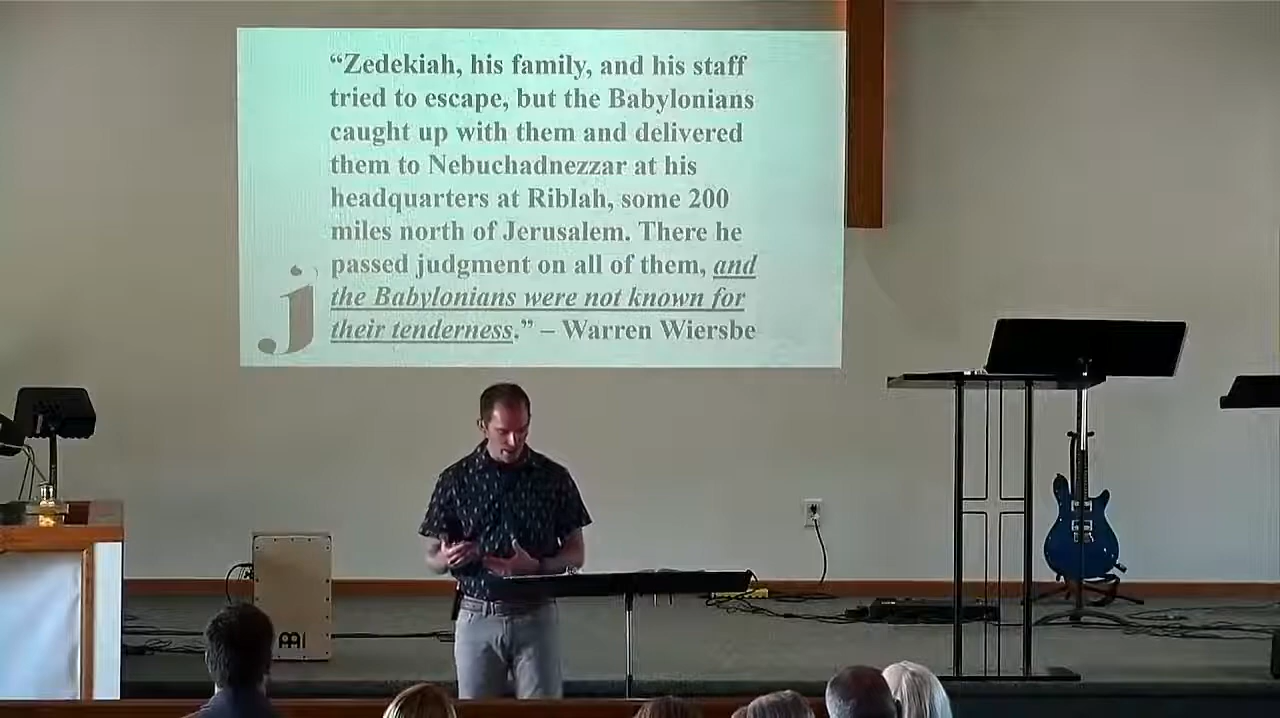 “Zedekiah, his family, and his staff
tried to escape, but the Babylonians
caught up with them and delivered
them to Nebuchadnezzar at his
headquarters at Riblah, some 200
miles north of Jerusalem. There he
passed judgment on all of them, and
the Babylonians were not known for
their tenderness.” – Warren Wiersbe
j